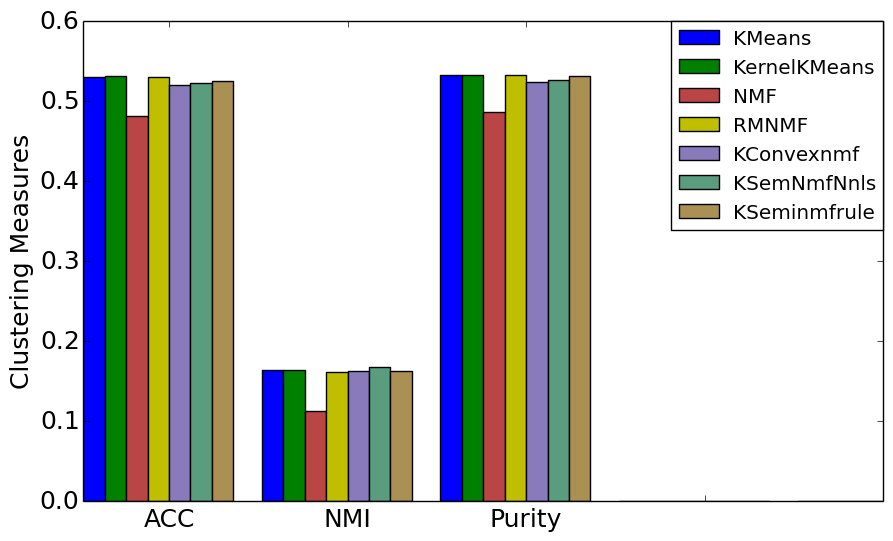 0.6
0.5
0.4
0.3
0.2
0.1
0.0
Clustering Measures
ACC
NMI
Purity
KMeans
KernelKMeans
NMF
RMNMF
KConvexnmf
KSemNmfNnls
KSeminmfrule